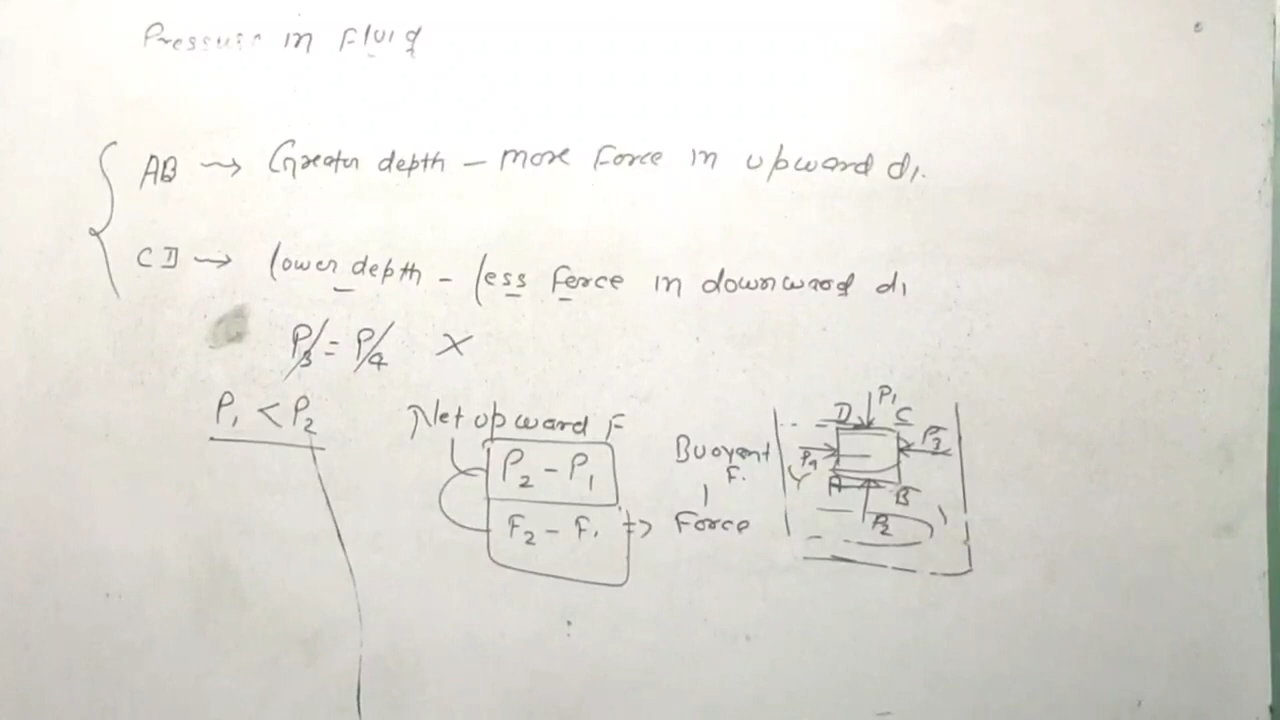 Pressure in Fluid
AB → Greater depth – more Force in upward di.
CD → lower depth – less Force in downward di
P3 = P4 X
P1 < P2
Net upward F
P2 – P1
F2 – F1 ⇒ Force
Buoyent
F.
D P1 C
P4 P3
A B
P2